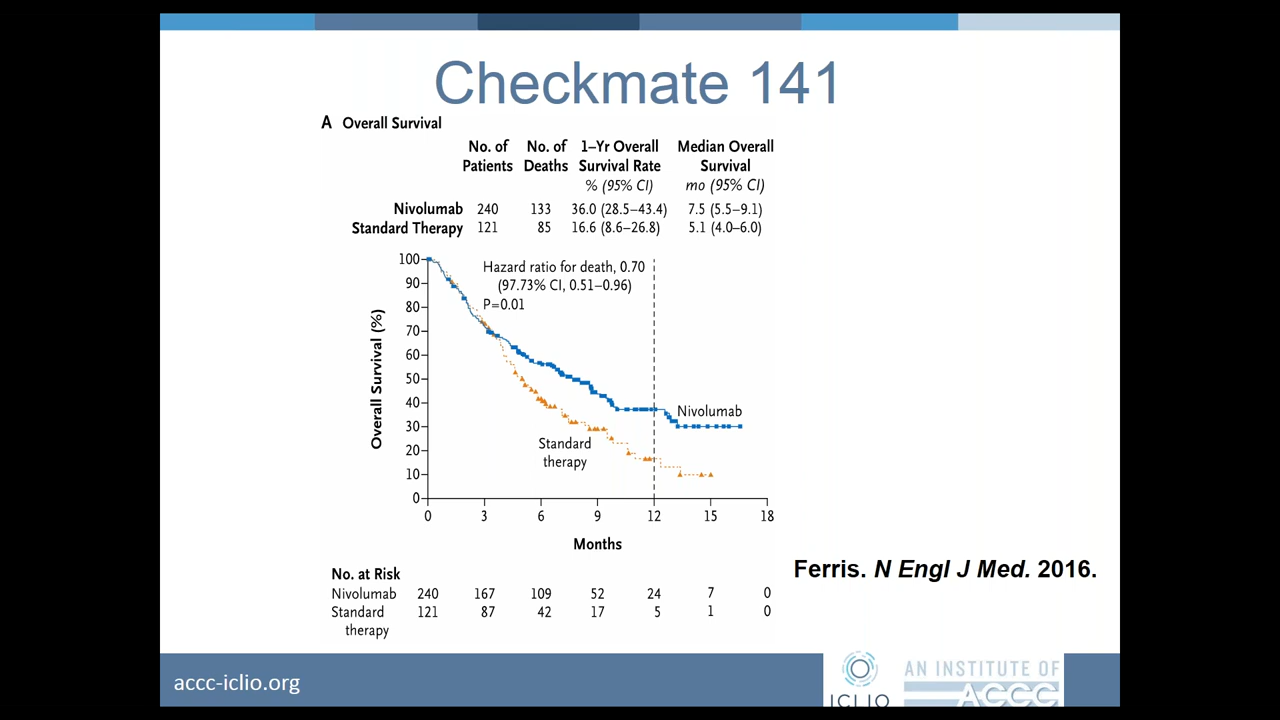 Checkmate 141
A Overall Survival
No. of No. of 1–Yr Overall Median Overall
Patients Deaths Survival Rate Survival
% (95% CI) mo (95% CI)
Nivolumab 240 133 36.0 (28.5–43.4) 7.5 (5.5–9.1)
Standard Therapy 121 85 16.6 (8.6–26.8) 5.1 (4.0–6.0)
Hazard ratio for death, 0.70
(97.73% CI, 0.51–0.96)
P=0.01
Overall Survival (%)
100
90
80
70
60
50
40
30
20
10
0
Nivolumab
Standard
therapy
0 3 6 9 12 15 18
Months
Ferris. N Engl J Med. 2016.
No. at Risk
Nivolumab 240 167 109 52 24 7 0
Standard 121 87 42 17 5 1 0
therapy
accc-iclio.org
ICLIO
AN INSTITUTE OF
ACCC